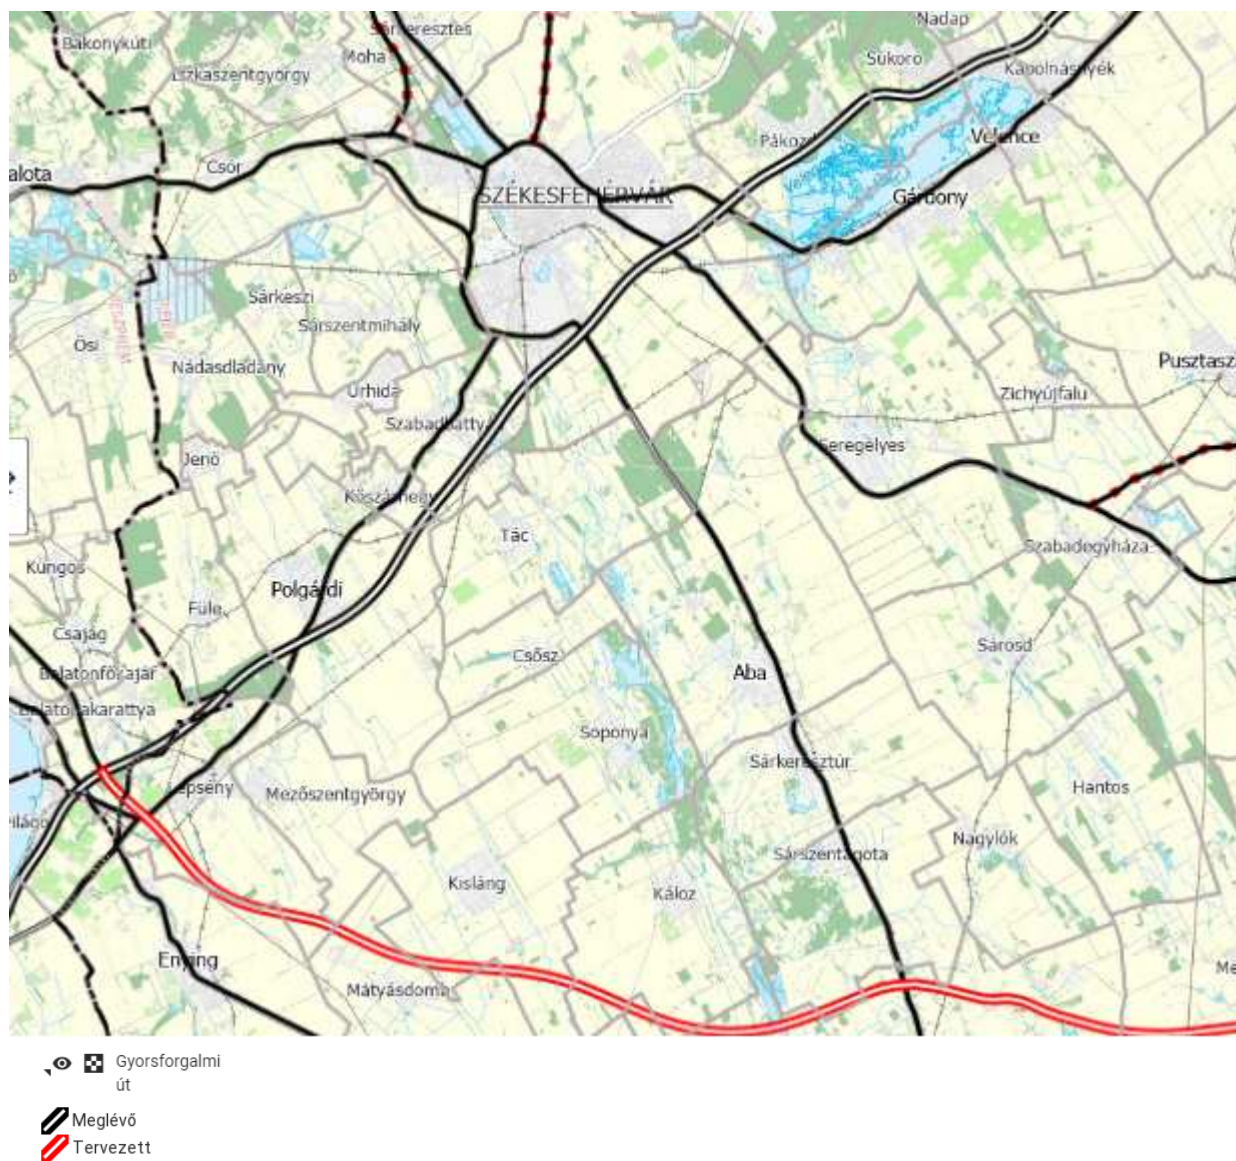 Nadap
Sárkeresztes
Bakonykúti
Moha
Sukoró
Kápolnásnyék
Iszkaszentgyörgy
Pákozd
Velence
Csór
alota
SZÉKESFEHÉRVÁR
Gárdony
Sárkeszi
Sárszentmihály
Ősi
Nádasdladány
Pusztasz
Úrhida
Zichyújfalu
Szabadbattyán
Seregélyes
Jenő
Kőszárhegy
Tác
Szabadegyháza
Küngös
Polgárdi
Füle
Csajág
Sárosd
Csősz
Balatonfőkajár
Aba
Balatonakarattya
Soponya
Sárkeresztúr
Lepsény
Mezőszentgyörgy
Hantos
világo
Nagylók
Sárszentágota
Kisláng
Káloz
Enying
Me
Mátyásdomb
Gyorsforgalmi
út
Meglévő
Tervezett